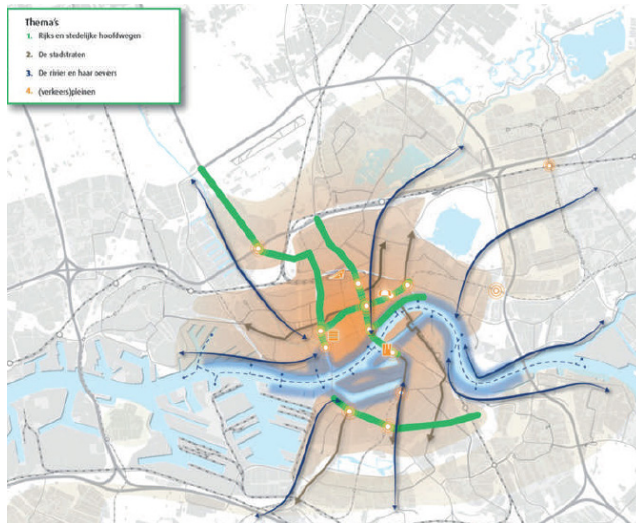 Thema's
1. Rijks en stedelijke hoofdwegen
2. De stadstraten
3. De rivier en haar oevers
4. (verkeers)pleinen